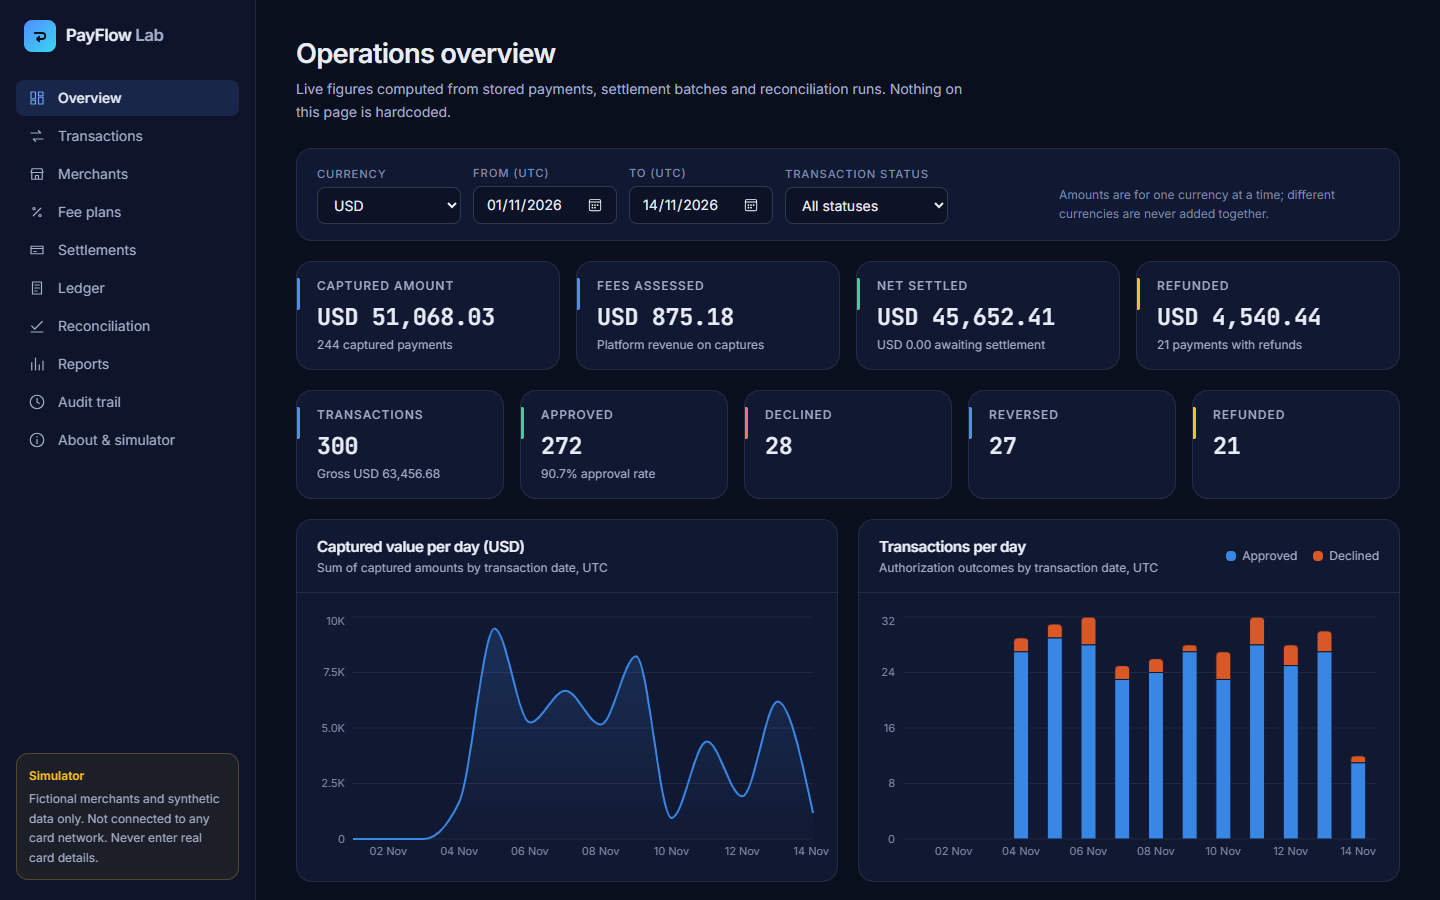 PayFlow Lab
Overview
Transactions
Merchants
Fee plans
Settlements
Ledger
Reconciliation
Reports
Audit trail
About & simulator
Simulator
Fictional merchants and synthetic
data only. Not connected to any
card network. Never enter real
card details.
Operations overview
Live figures computed from stored payments, settlement batches and reconciliation runs. Nothing on
this page is hardcoded.
CURRENCY
USD
FROM (UTC)
01/11/2026
TO (UTC)
14/11/2026
TRANSACTION STATUS
All statuses
Amounts are for one currency at a time; different
currencies are never added together.
CAPTURED AMOUNT
USD 51,068.03
244 captured payments
FEES ASSESSED
USD 875.18
Platform revenue on captures
NET SETTLED
USD 45,652.41
USD 0.00 awaiting settlement
REFUNDED
USD 4,540.44
21 payments with refunds
TRANSACTIONS
300
Gross USD 63,456.68
APPROVED
272
90.7% approval rate
DECLINED
28
REVERSED
27
REFUNDED
21
Captured value per day (USD)
Sum of captured amounts by transaction date, UTC
10K
7.5K
5.0K
2.5K
0
02 Nov 04 Nov 06 Nov 08 Nov 10 Nov 12 Nov 14 Nov
Transactions per day
Authorization outcomes by transaction date, UTC
Approved Declined
32
24
16
8
0
02 Nov 04 Nov 06 Nov 08 Nov 10 Nov 12 Nov 14 Nov